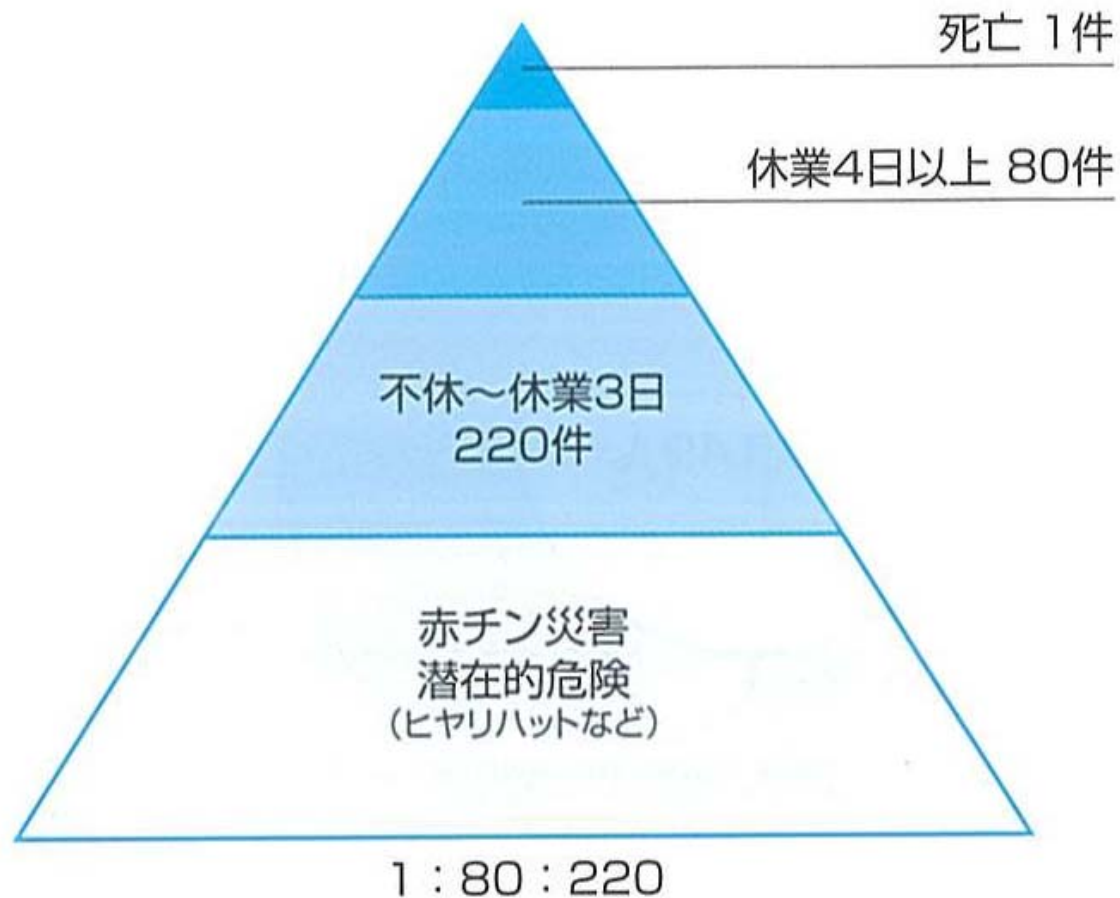 死亡 1件
休業4日以上 80件
不休～休業3日
220件
赤チン災害
潜在的危険
（ヒヤリハットなど）
1：80：220